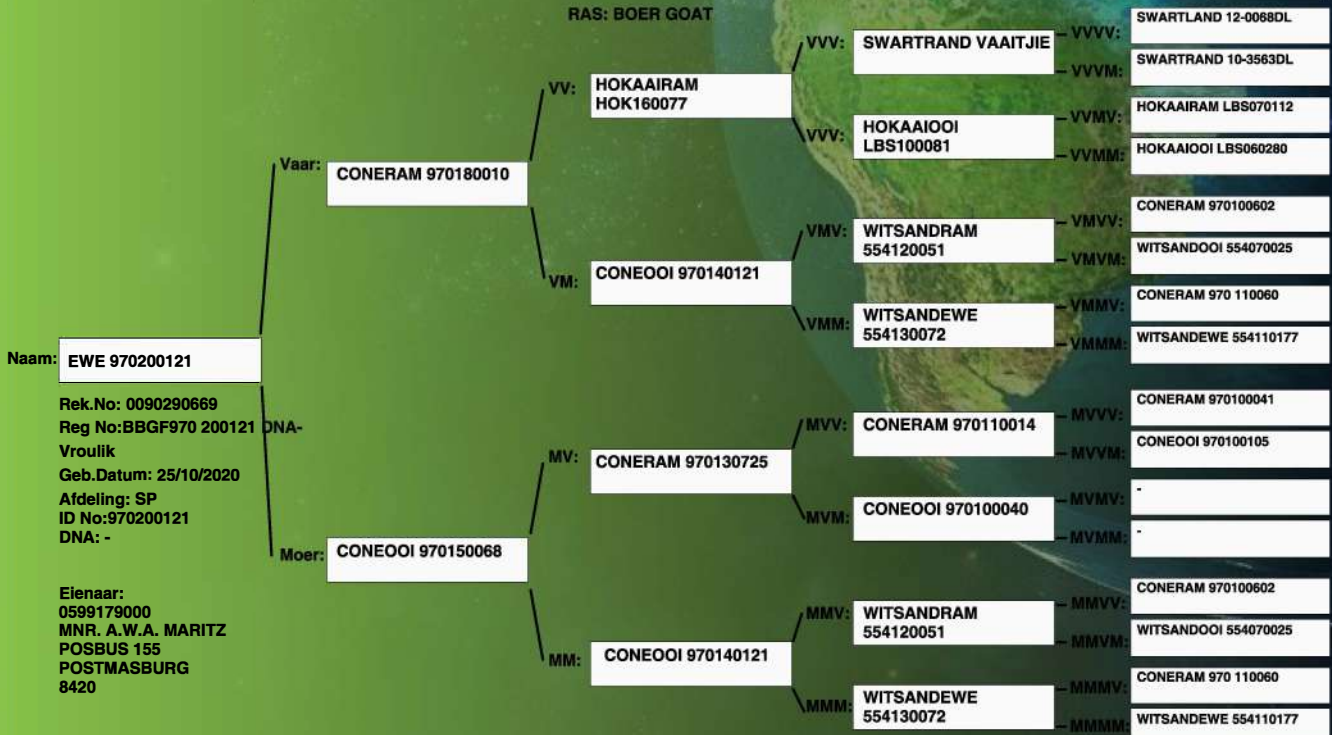 RAS: BOER GOAT
Naam: EWE 970200121
Rek.No: 0090290669
Reg No:BBGF970 200121 DNA-
Vroulik
Geb.Datum: 25/10/2020
Afdeling: SP
ID No:970200121
DNA: -
Eienaar:
0599179000
MNR. A.W.A. MARITZ
POSBUS 155
POSTMASBURG
8420
Vaar: CONERAM 970180010
Moer: CONEOOI 970150068
VV: HOKAAIRAM
HOK160077
VM: CONEOOI 970140121
MV: CONERAM 970130725
MM: CONEOOI 970140121
VVV: SWARTRAND VAAITJIE
VVV: HOKAAIOOI
LBS100081
VMV: WITSANDRAM
554120051
VMM: WITSANDEWE
554130072
MVV: CONERAM 970110014
MVM: CONEOOI 970100040
MMV: WITSANDRAM
554120051
MMM: WITSANDEWE
554130072
VVVV: SWARTLAND 12-0068DL
VVVM: SWARTRAND 10-3563DL
VVMV: HOKAAIRAM LBS070112
VVMM: HOKAAIOOI LBS060280
VMVV: CONERAM 970100602
VMVM: WITSANDOOI 554070025
VMMV: CONERAM 970 110060
VMMM: WITSANDEWE 554110177
MVVV: CONERAM 970100041
MVVM: CONEOOI 970100105
MVMV: -
MVMM: -
MMVV: CONERAM 970100602
MMVM: WITSANDOOI 554070025
MMMV: CONERAM 970 110060
MMMM: WITSANDEWE 554110177